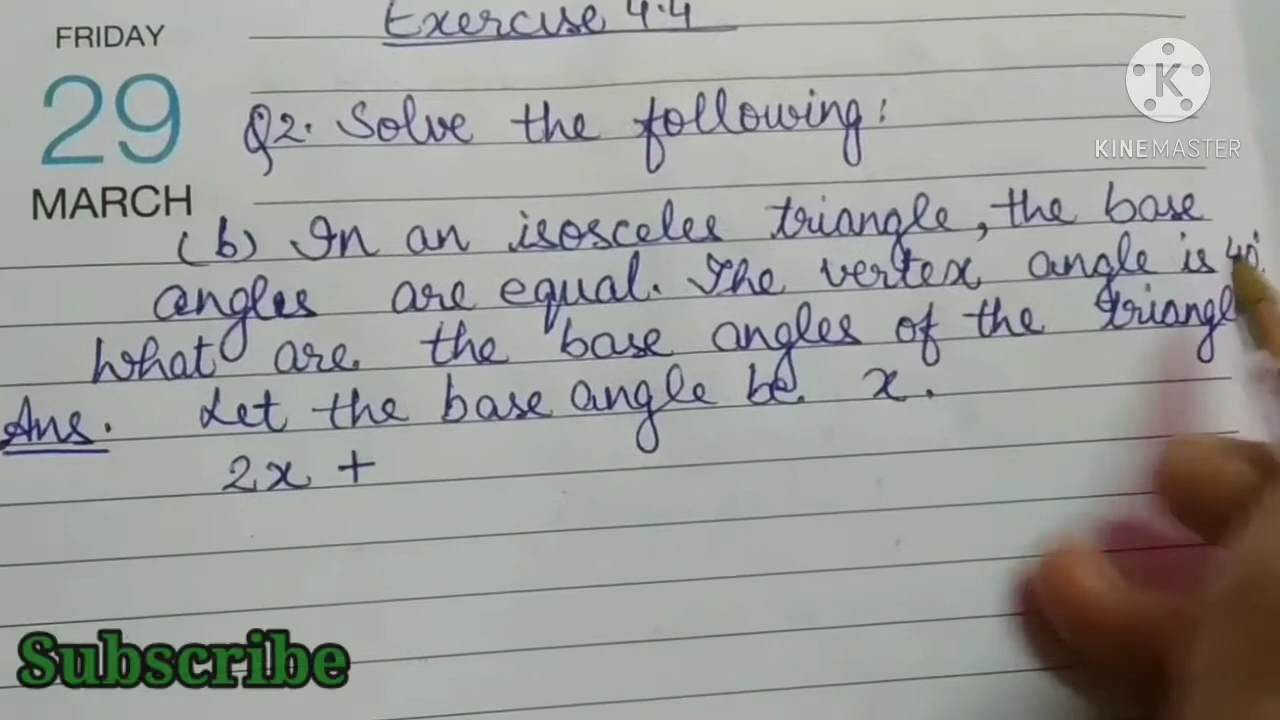 Exercise 4.4
FRIDAY
29
MARCH
KINEMASTER
Q2. Solve the following:
(b) In an isosceles triangle, the base
angles are equal. The vertex angle is 40°.
What are the base angles of the triangle
Ans. Let the base angle be x.
2x +
Subscribe